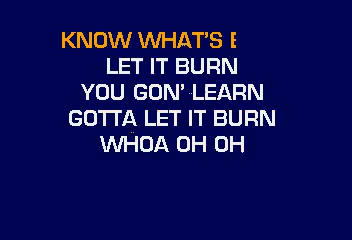 KNOW WHAT'S
LET IT BURN
YOU GON' LEARN
GOTTA LET IT BURN
WHOA OH OH